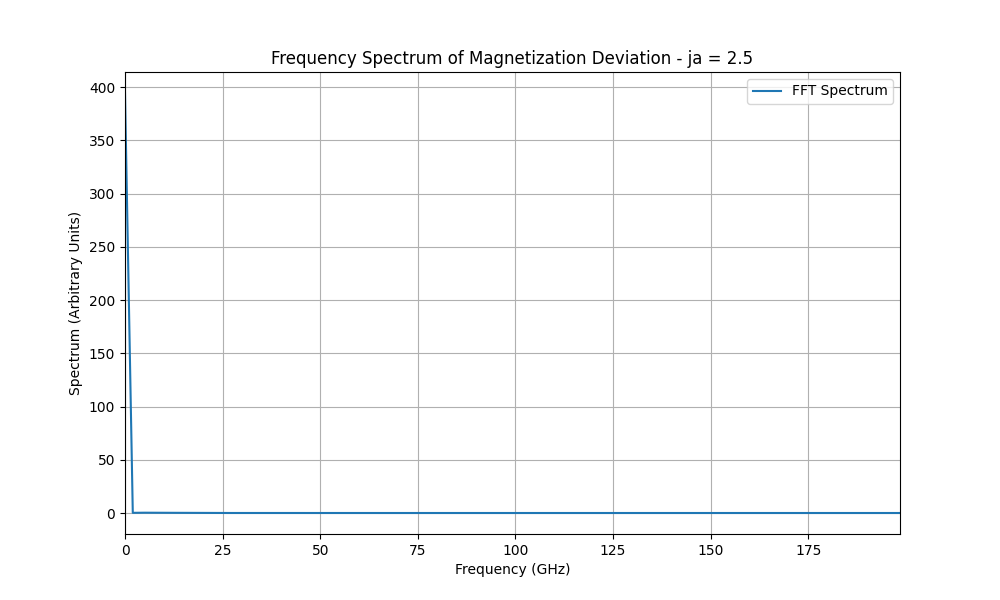 Frequency Spectrum of Magnetization Deviation - ja = 2.5
FFT Spectrum
Spectrum (Arbitrary Units)
400
350
300
250
200
150
100
50
0
0 25 50 75 100 125 150 175
Frequency (GHz)